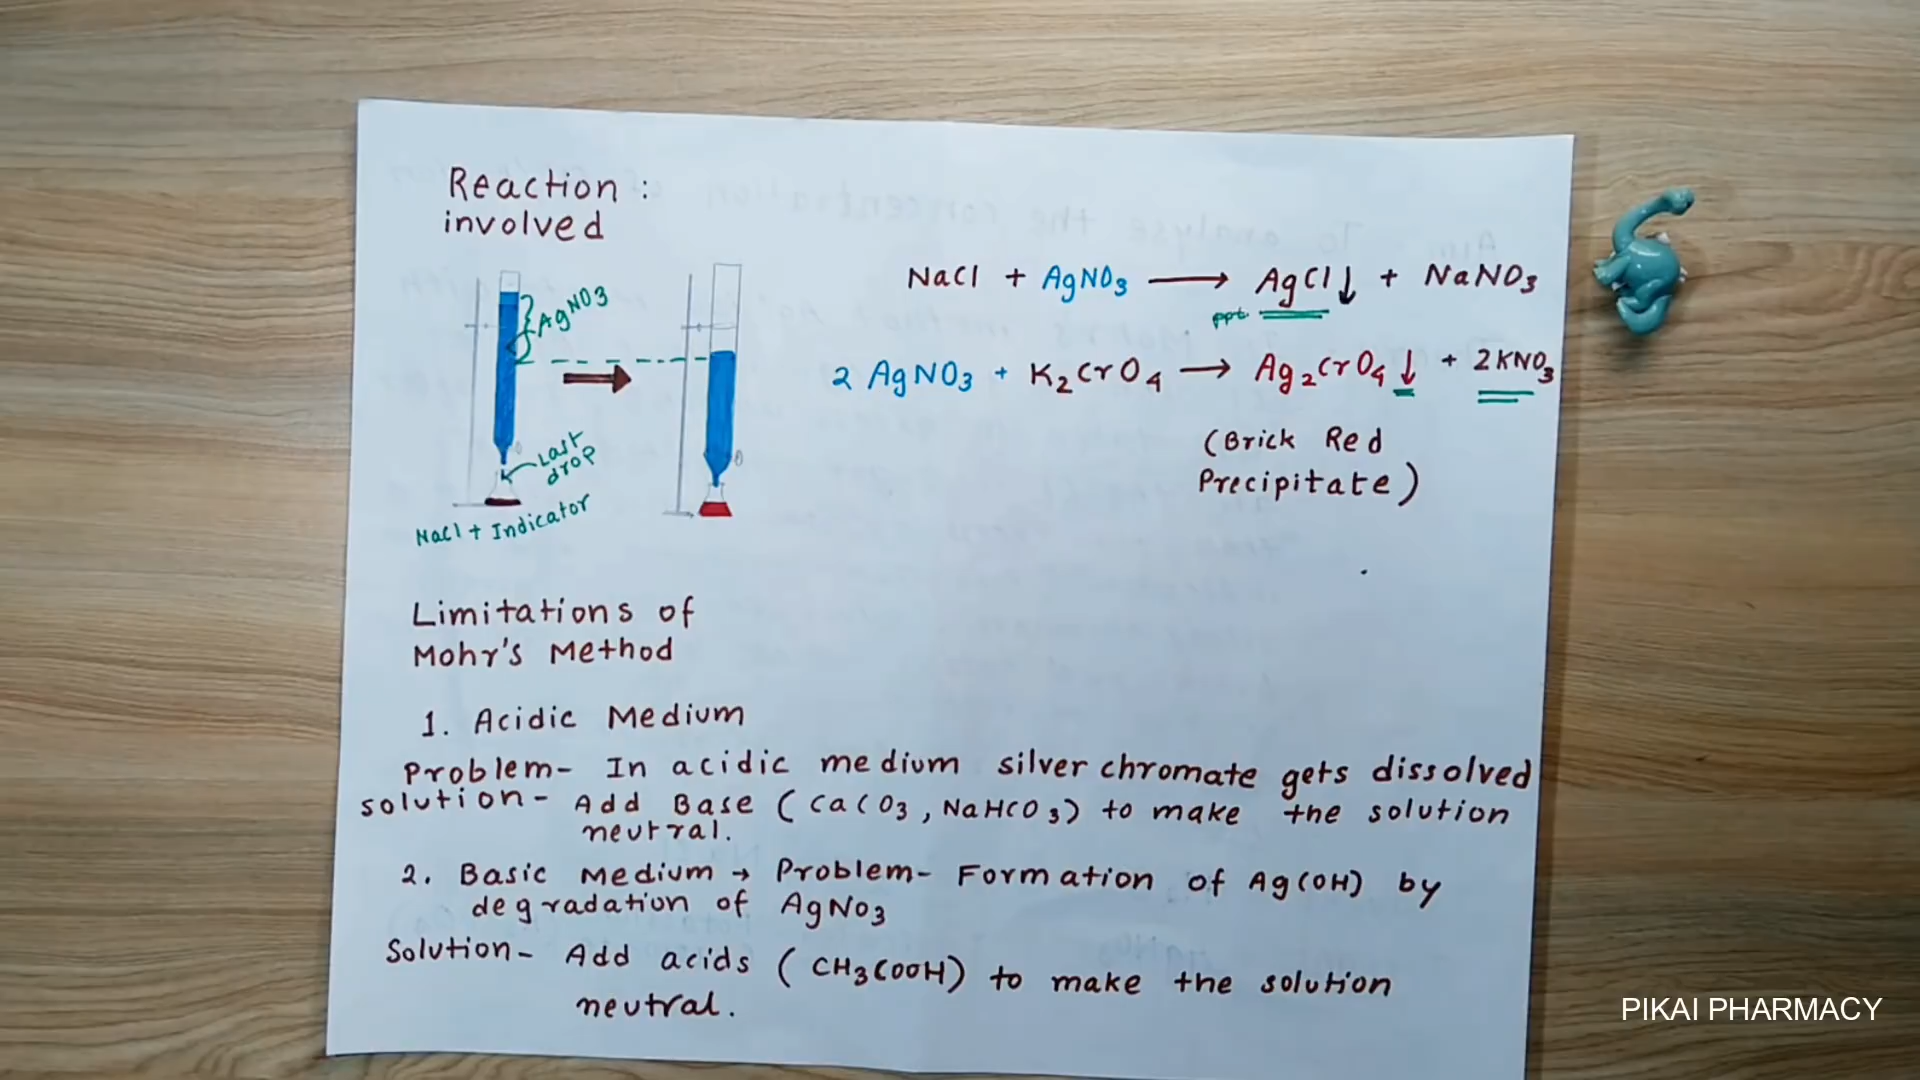 Reaction :
involved
AgNO3
Last
drop
NaCl + Indicator
NaCl + AgNO₃ ⟶ AgCl↓ + NaNO₃
ppt
2 AgNO₃ + K₂CrO₄ ⟶ Ag₂CrO₄↓ + 2KNO₃
(Brick Red
Precipitate)
Limitations of
Mohr's Method
1. Acidic Medium
Problem- In acidic medium silver chromate gets dissolved
solution- Add Base (CaCO₃, NaHCO₃) to make the solution
neutral.
2. Basic Medium → Problem- Formation of Ag(OH) by
degradation of AgNo₃
Solution- Add acids (CH₃COOH) to make the solution
neutral.
PIKAI PHARMACY